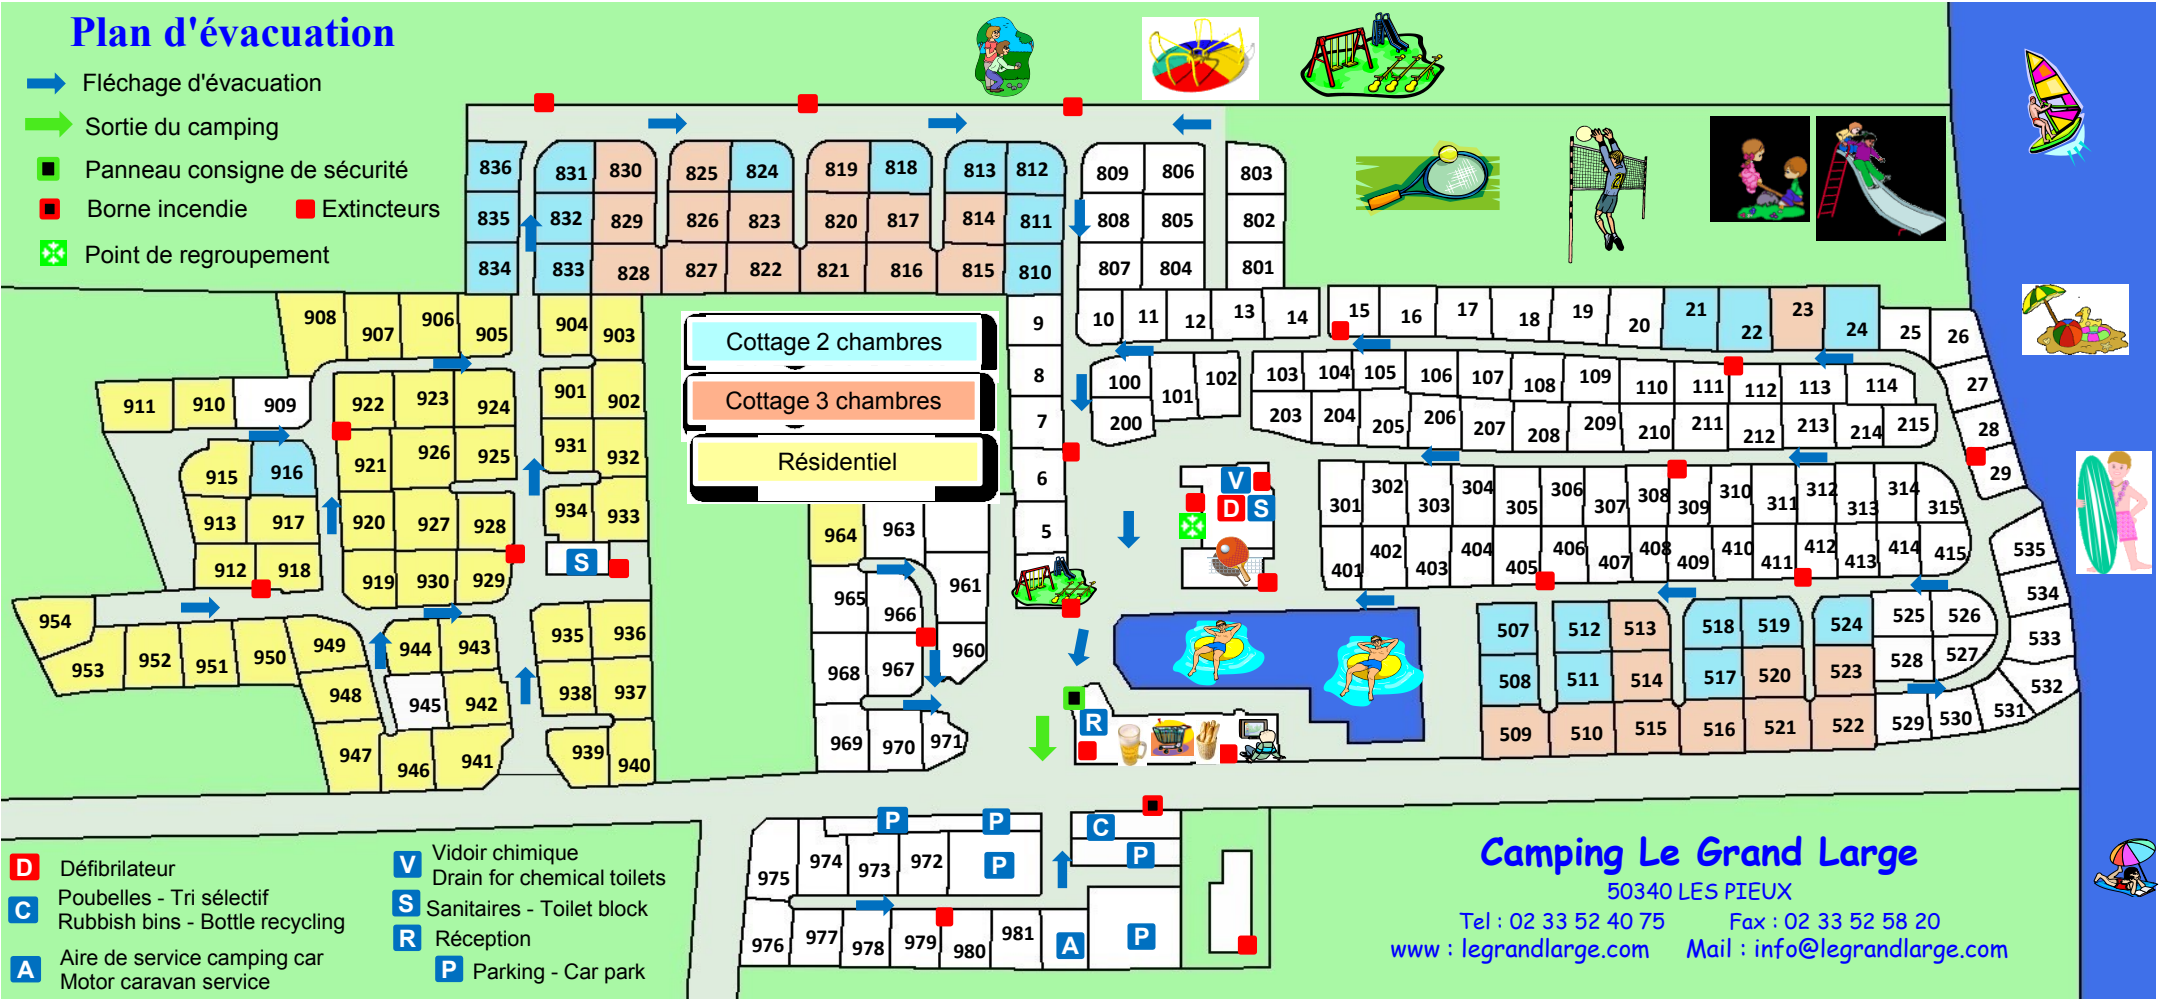 Plan d'évacuation
Fléchage d'évacuation
Sortie du camping
Panneau consigne de sécurité
Borne incendie Extincteurs
Point de regroupement
836 831 830 825 824 819 818 813 812 809 806 803
835 832 829 826 823 820 817 814 811 808 805 802
834 833 828 827 822 821 816 815 810 807 804 801
908 907 906 905 904 903
9 10 11 12 13 14 15 16 17 18 19 20 21 22 23 24 25 26
Cottage 2 chambres
Cottage 3 chambres
Résidentiel
911 910 909 922 923 924 901 902
8 100 101 102 103 104 105 106 107 108 109 110 111 112 113 114 27
7 200 203 204 205 206 207 208 209 210 211 212 213 214 215 28
915 916 921 926 925 931 932
6 V 29
D S
301 302 303 304 305 306 307 308 309 310 311 312 313 314 315
913 917 920 927 928 934 933 964 963 5
401 402 403 404 405 406 407 408 409 410 411 412 413 414 415 535
912 918 919 930 929 S 965 966 961 534
954 953 952 951 950 949 944 943 935 936
507 512 513 518 519 524 525 526 533
968 967 960
508 511 514 517 520 523 528 527 532
948 945 942 938 937
R
509 510 515 516 521 522 529 530 531
947 946 941 939 940 969 970 971
P P C
975 974 973 972 P P
976 977 978 979 980 981 A P
D Défibrilateur
C Poubelles - Tri sélectif
Rubbish bins - Bottle recycling
A Aire de service camping car
Motor caravan service
V Vidoir chimique
Drain for chemical toilets
S Sanitaires - Toilet block
R Réception
P Parking - Car park
Camping Le Grand Large
50340 LES PIEUX
Tel : 02 33 52 40 75 Fax : 02 33 52 58 20
www : legrandlarge.com Mail : info@legrandlarge.com